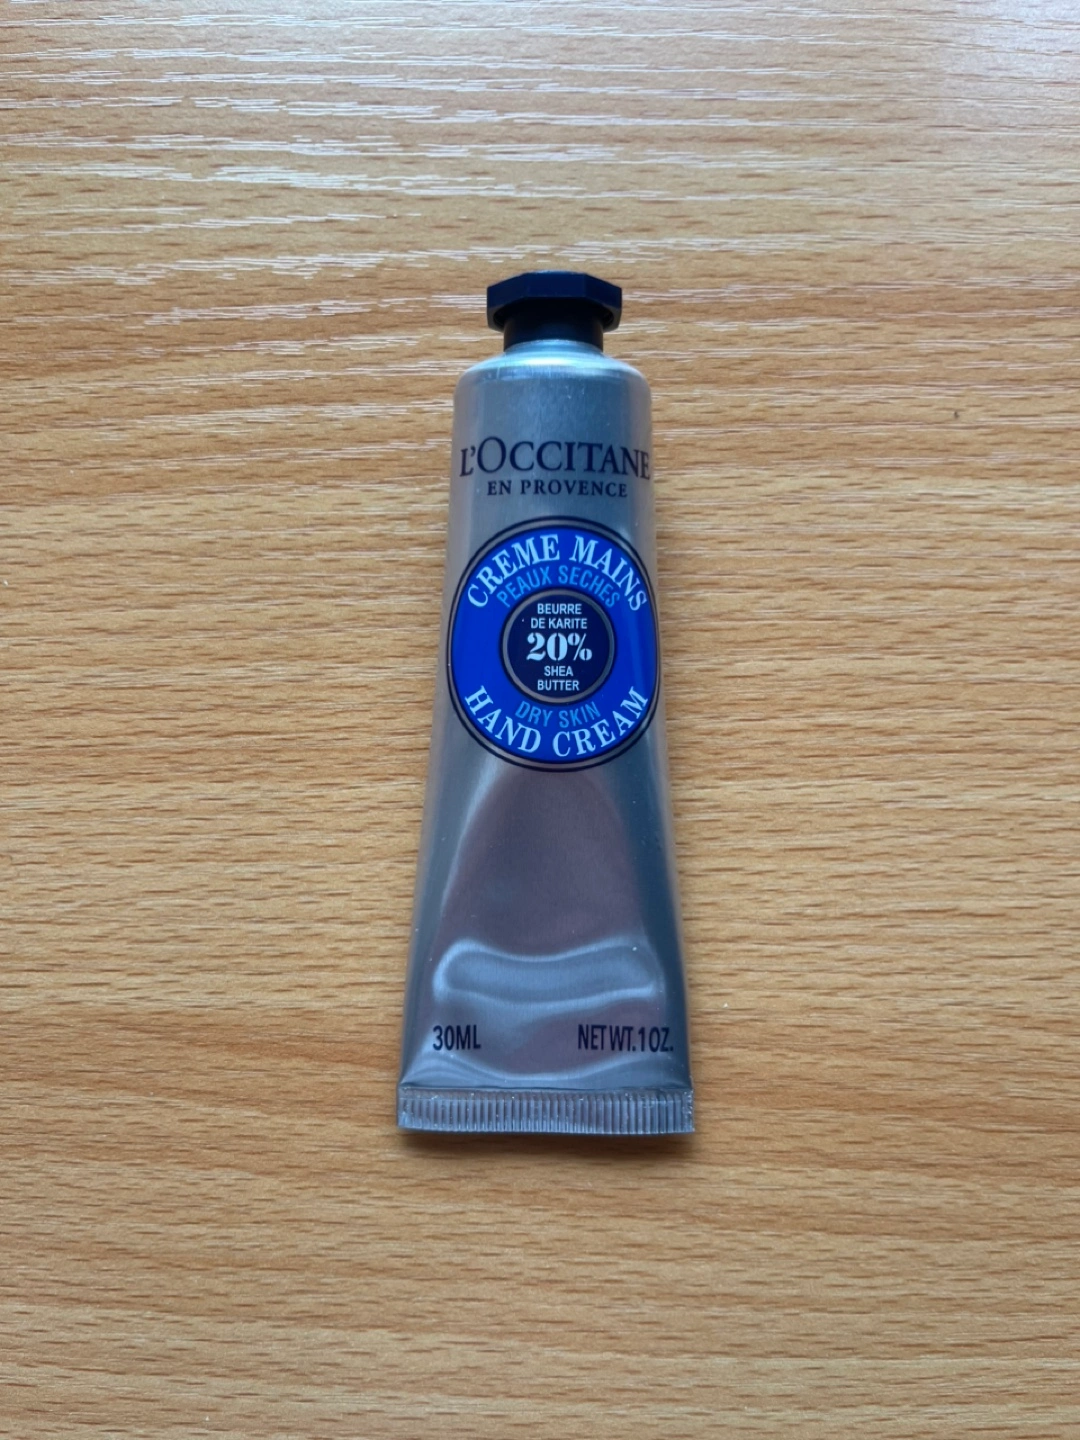 L'OCCITANE
EN PROVENCE
CREME MAINS
PEAUX SECHES
BEURRE
DE KARITE
20%
SHEA
BUTTER
DRY SKIN
HAND CREAM
30ML NET WT. 1 OZ.